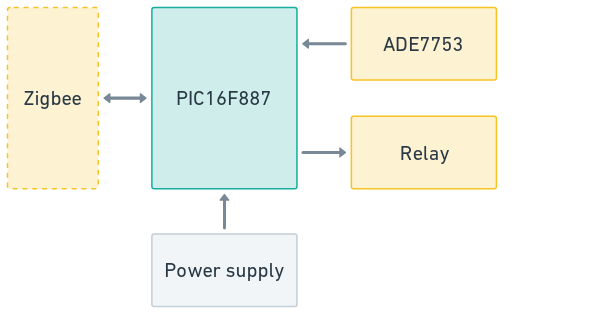 Zigbee
PIC16F887
ADE7753
Relay
Power supply